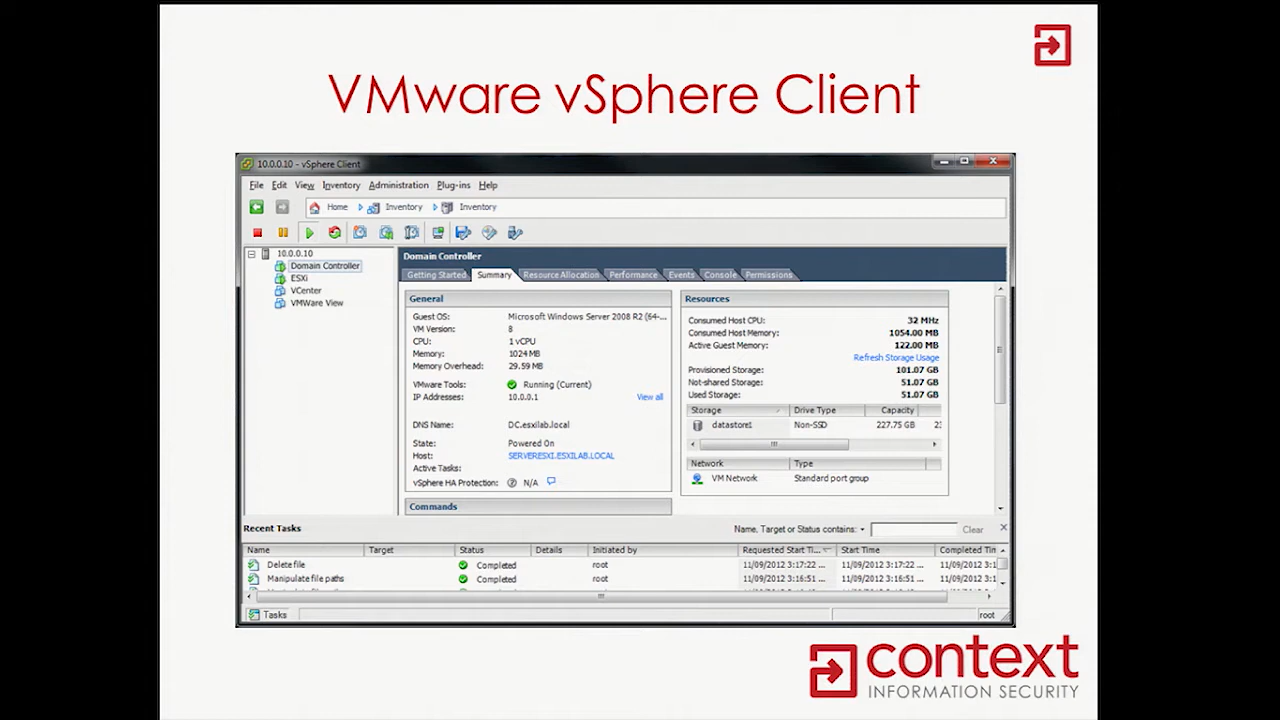 VMware vSphere Client
10.0.0.10 - vSphere Client
File Edit View Inventory Administration Plug-ins Help
Home Inventory Inventory
10.0.0.10
Domain Controller
ESXi
VCenter
VMWare View
Domain Controller
Getting Started Summary Resource Allocation Performance Events Console Permissions
General
Guest OS: Microsoft Windows Server 2008 R2 (64-...
VM Version: 8
CPU: 1 vCPU
Memory: 1024 MB
Memory Overhead: 29.59 MB
VMware Tools: Running (Current)
IP Addresses: 10.0.0.1 View all
DNS Name: DC.esxilab.local
State: Powered On
Host: SERVERESXI.ESXILAB.LOCAL
Active Tasks:
vSphere HA Protection: N/A
Commands
Resources
Consumed Host CPU: 32 MHz
Consumed Host Memory: 1054.00 MB
Active Guest Memory: 122.00 MB
Refresh Storage Usage
Provisioned Storage: 101.07 GB
Not-shared Storage: 51.07 GB
Used Storage: 51.07 GB
Storage Drive Type Capacity
datastore1 Non-SSD 227.75 GB 23
Network Type
VM Network Standard port group
Recent Tasks
Name, Target or Status contains: Clear
Name Target Status Details Initiated by Requested Start Ti... Start Time Completed Tim
Delete file Completed root 11/09/2012 3:17:22 ... 11/09/2012 3:17:22 ... 11/09/2012 3:1
Manipulate file paths Completed root 11/09/2012 3:16:51 ... 11/09/2012 3:16:51 ... 11/09/2012 3:1
Tasks root
context
INFORMATION SECURITY